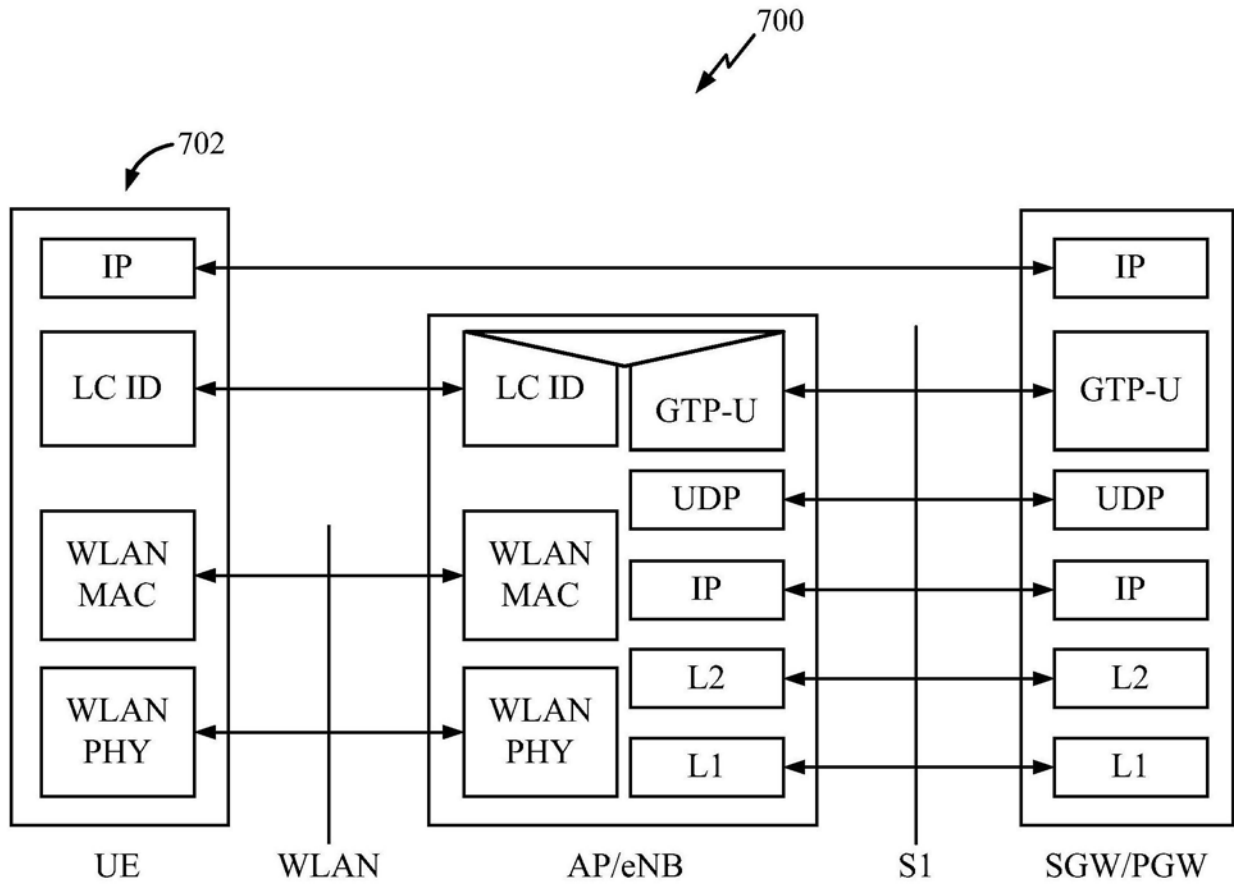 700
702
IP
IP
LC ID
LC ID
GTP-U
GTP-U
UDP
UDP
WLAN
MAC
WLAN
MAC
IP
IP
L2
L2
WLAN
PHY
WLAN
PHY
L1
L1
UE
WLAN
AP/eNB
S1
SGW/PGW